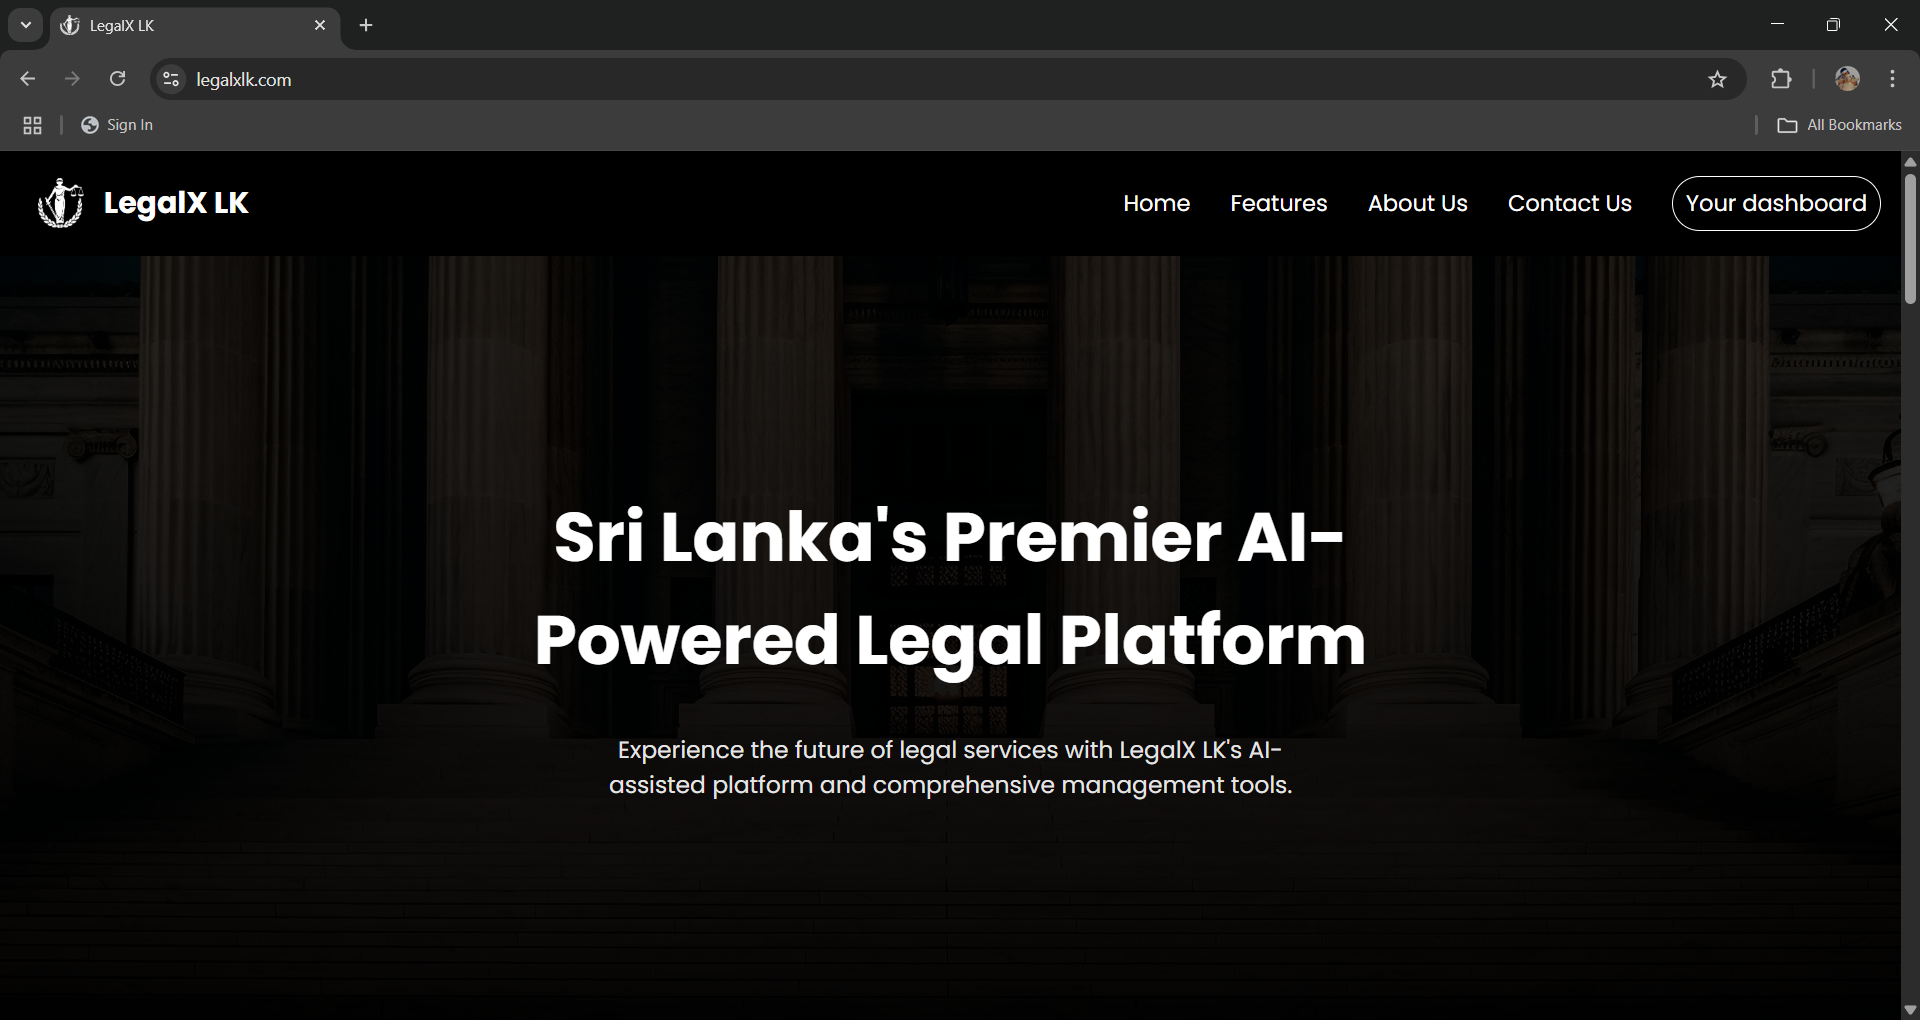 LegalX LK
legalxlk.com
Sign In
All Bookmarks
LegalX LK
Home
Features
About Us
Contact Us
Your dashboard
Sri Lanka's Premier AI-
Powered Legal Platform
Experience the future of legal services with LegalX LK's AI-
assisted platform and comprehensive management tools.